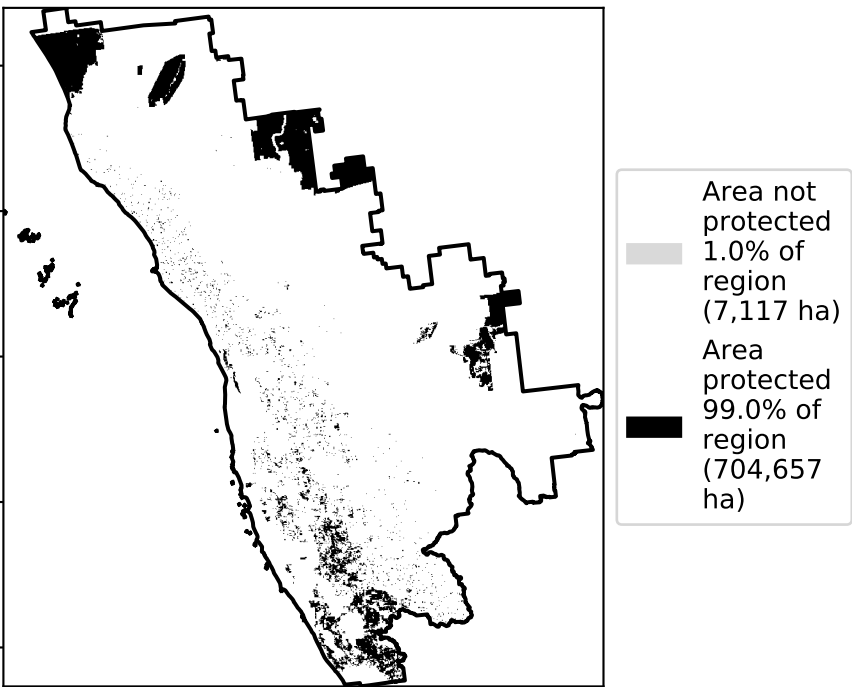 Area not
protected
1.0% of
region
(7,117 ha)
Area
protected
99.0% of
region
(704,657
ha)